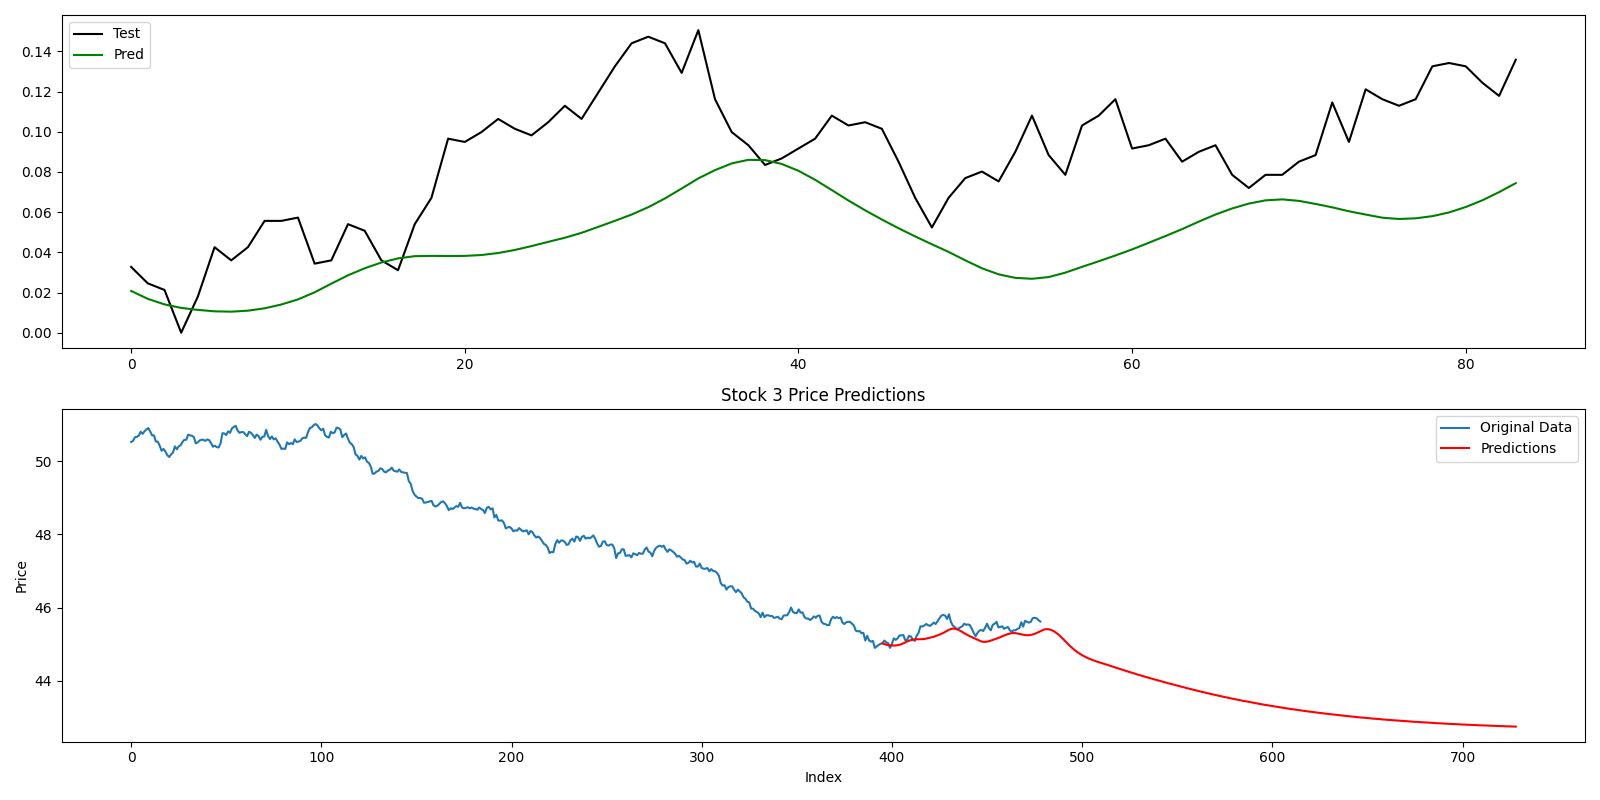 Test
Pred
0.14
0.12
0.10
0.08
0.06
0.04
0.02
0.00
0 20 40 60 80
Stock 3 Price Predictions
Original Data
Predictions
Price
50
48
46
44
0 100 200 300 400 500 600 700
Index